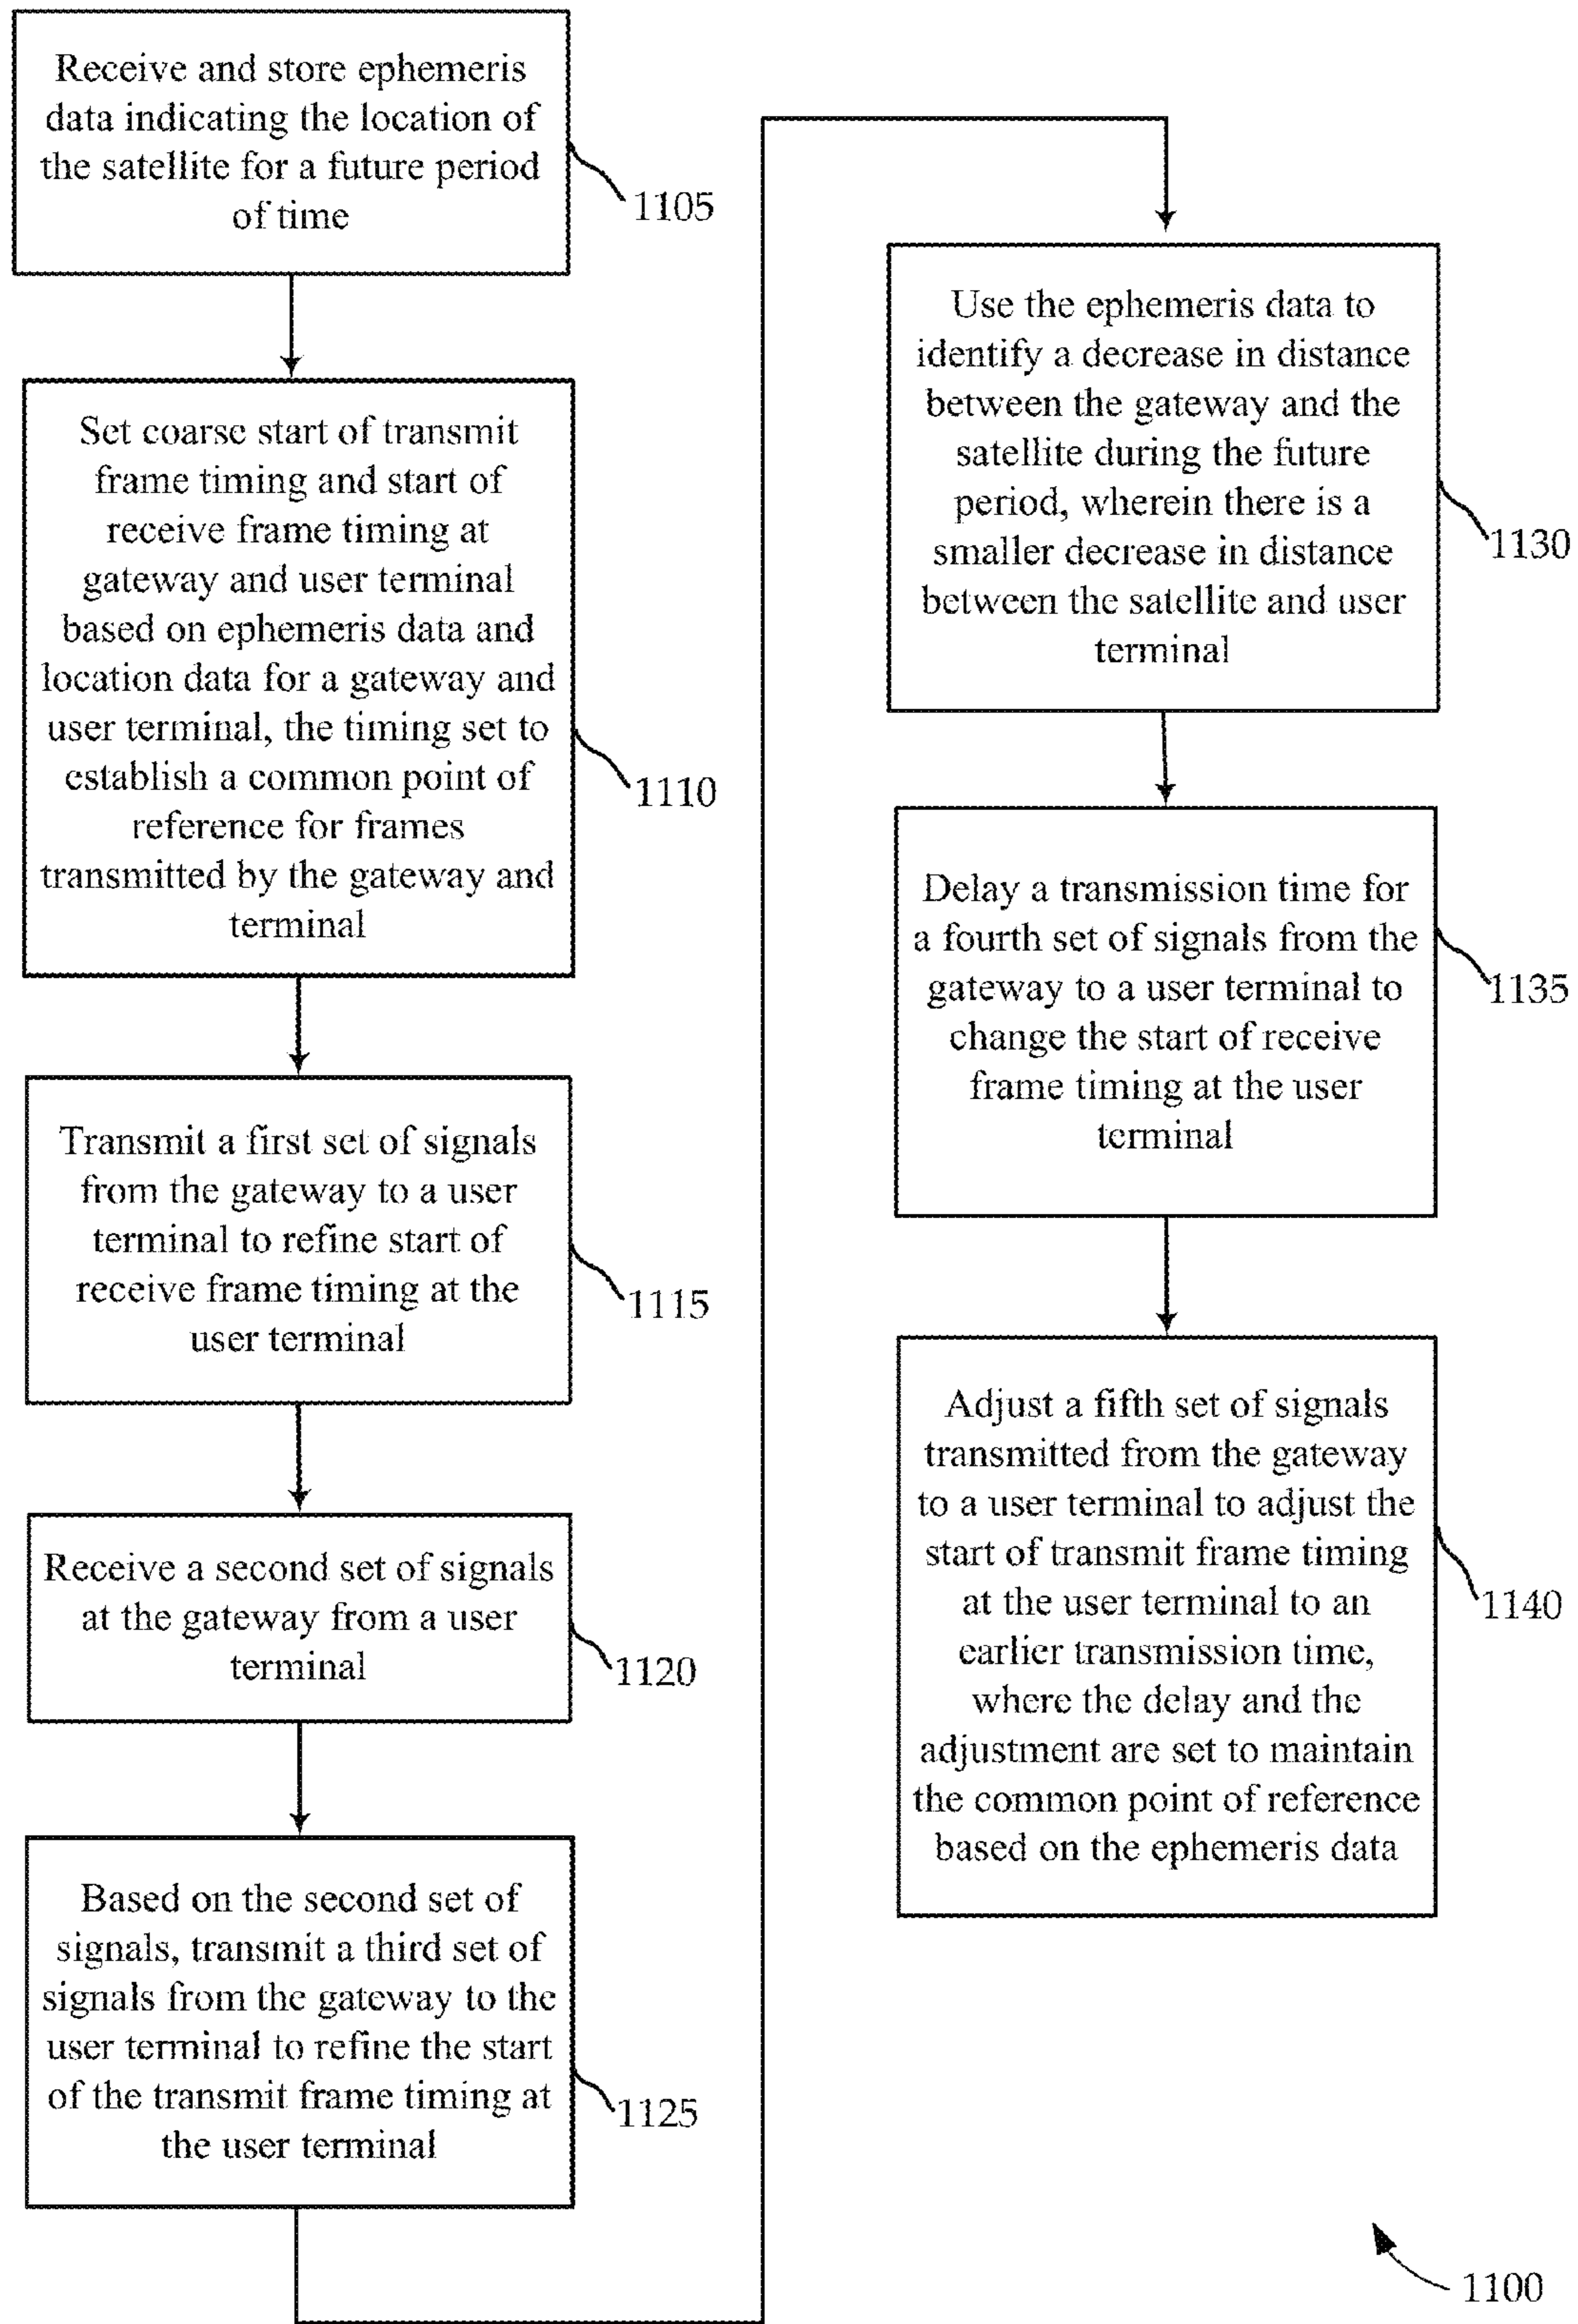 Receive and store ephemeris
data indicating the location of
the satellite for a future period
of time
1105
Set coarse start of transmit
frame timing and start of
receive frame timing at
gateway and user terminal
based on ephemeris data and
location data for a gateway and
user terminal, the timing set to
establish a common point of
reference for frames
transmitted by the gateway and
terminal
1110
Transmit a first set of signals
from the gateway to a user
terminal to refine start of
receive frame timing at the
user terminal
1115
Receive a second set of signals
at the gateway from a user
terminal
1120
Based on the second set of
signals, transmit a third set of
signals from the gateway to the
user terminal to refine the start
of the transmit frame timing at
the user terminal
1125
Use the ephemeris data to
identify a decrease in distance
between the gateway and the
satellite during the future
period, wherein there is a
smaller decrease in distance
between the satellite and user
terminal
1130
Delay a transmission time for
a fourth set of signals from the
gateway to a user terminal to
change the start of receive
frame timing at the user
terminal
1135
Adjust a fifth set of signals
transmitted from the gateway
to a user terminal to adjust the
start of transmit frame timing
at the user terminal to an
earlier transmission time,
where the delay and the
adjustment are set to maintain
the common point of reference
based on the ephemeris data
1140
1100